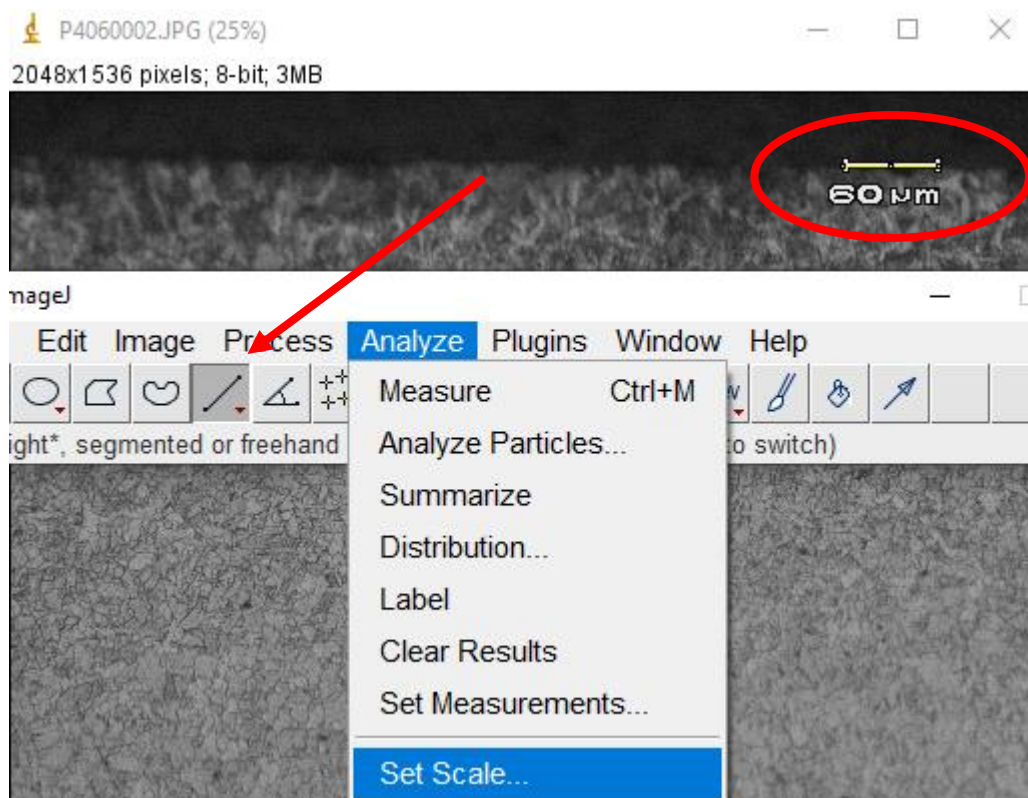 P4060002.JPG (25%)
2048x1536 pixels; 8-bit; 3MB
60 µm
mageJ
Edit Image Process Analyze Plugins Window Help
Measure Ctrl+M
ight*, segmented or freehand
to switch)
Analyze Particles...
Summarize
Distribution...
Label
Clear Results
Set Measurements...
Set Scale...